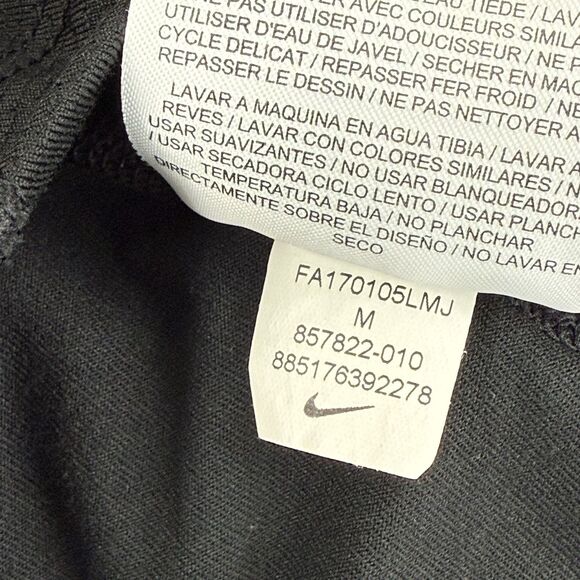 EAU TIEDE / LAV
AVEC COULEURS SIMILA
NE PAS UTILISER D'ADOUCISSEUR / NE P
UTILISER D'EAU DE JAVEL / SECHER EN MA
CYCLE DELICAT / REPASSER FER FROID / NE
REPASSER LE DESSIN / NE PAS NETTOYER A
LAVAR A MAQUINA EN AGUA TIBIA / LAVAR A
REVES / LAVAR CON COLORES SIMILARES / N
USAR SUAVIZANTES / NO USAR BLANQUEADOR
USAR SECADORA CICLO LENTO / USAR PLANCH
TEMPERATURA BAJA / NO PLANCHAR
DIRECTAMENTE SOBRE EL DISEÑO / NO LAVAR EN
SECO
FA170105LMJ
M
857822-010
885176392278